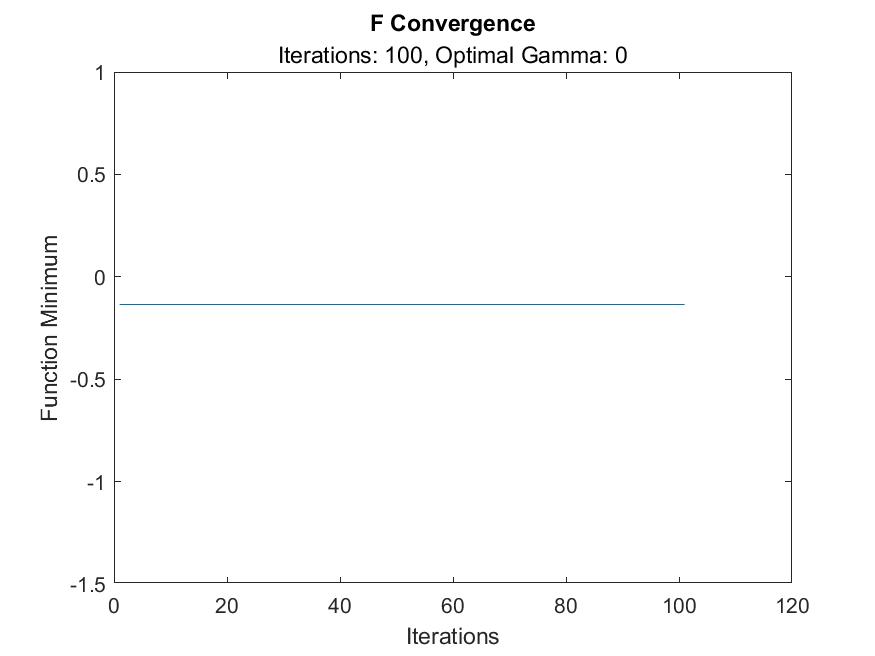 F Convergence
Iterations: 100, Optimal Gamma: 0
1
0.5
0
-0.5
-1
-1.5
Function Minimum
0 20 40 60 80 100 120
Iterations